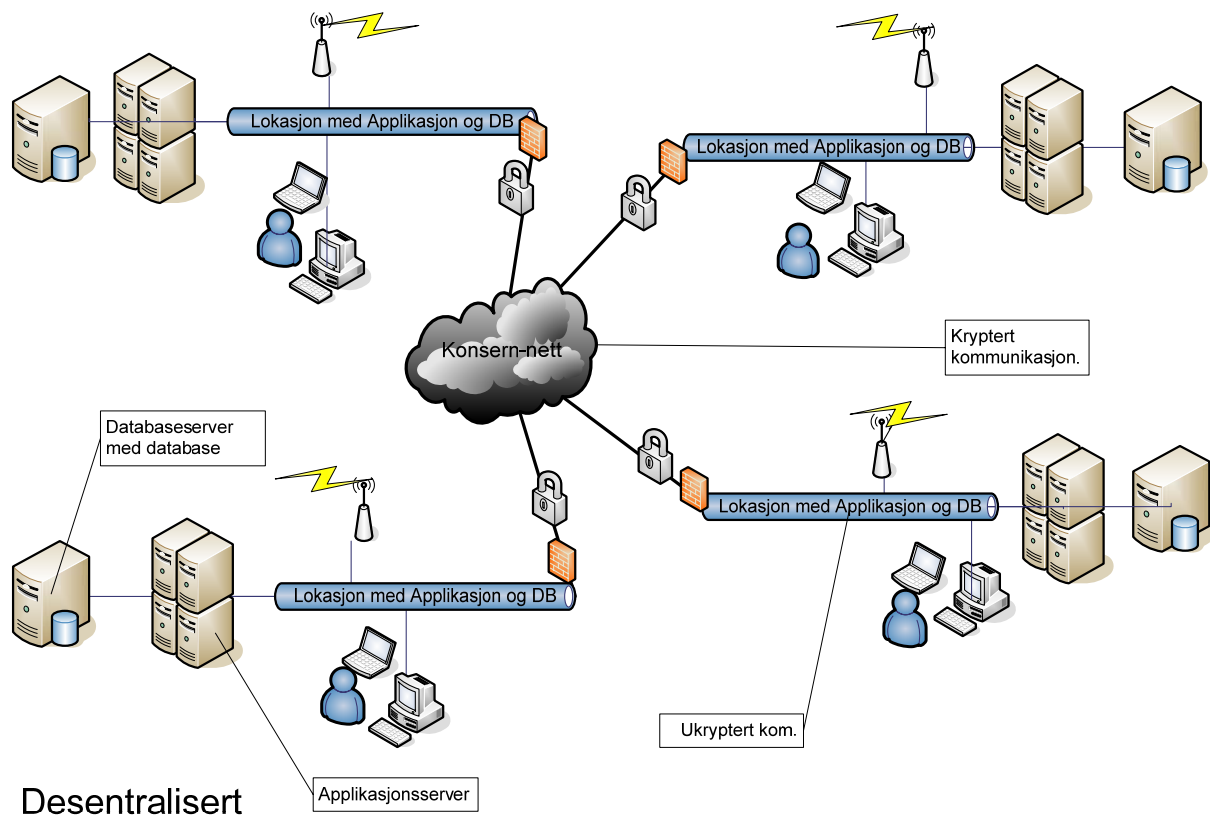 Lokasjon med Applikasjon og DB
Lokasjon med Applikasjon og DB
Konsern-nett
Kryptert
kommunikasjon.
Databaseserver
med database
Lokasjon med Applikasjon og DB
Lokasjon med Applikasjon og DB
Ukryptert kom.
Applikasjonsserver
Desentralisert